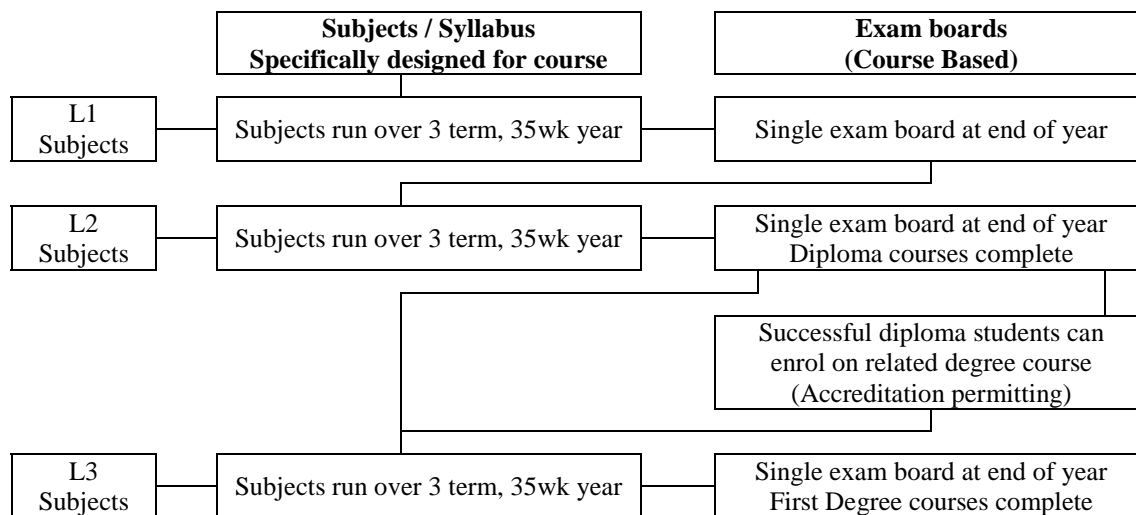 Subjects / Syllabus
Specifically designed for course
Exam boards
(Course Based)
L1
Subjects
Subjects run over 3 term, 35wk year
Single exam board at end of year
L2
Subjects
Subjects run over 3 term, 35wk year
Single exam board at end of year
Diploma courses complete
Successful diploma students can
enrol on related degree course
(Accreditation permitting)
L3
Subjects
Subjects run over 3 term, 35wk year
Single exam board at end of year
First Degree courses complete